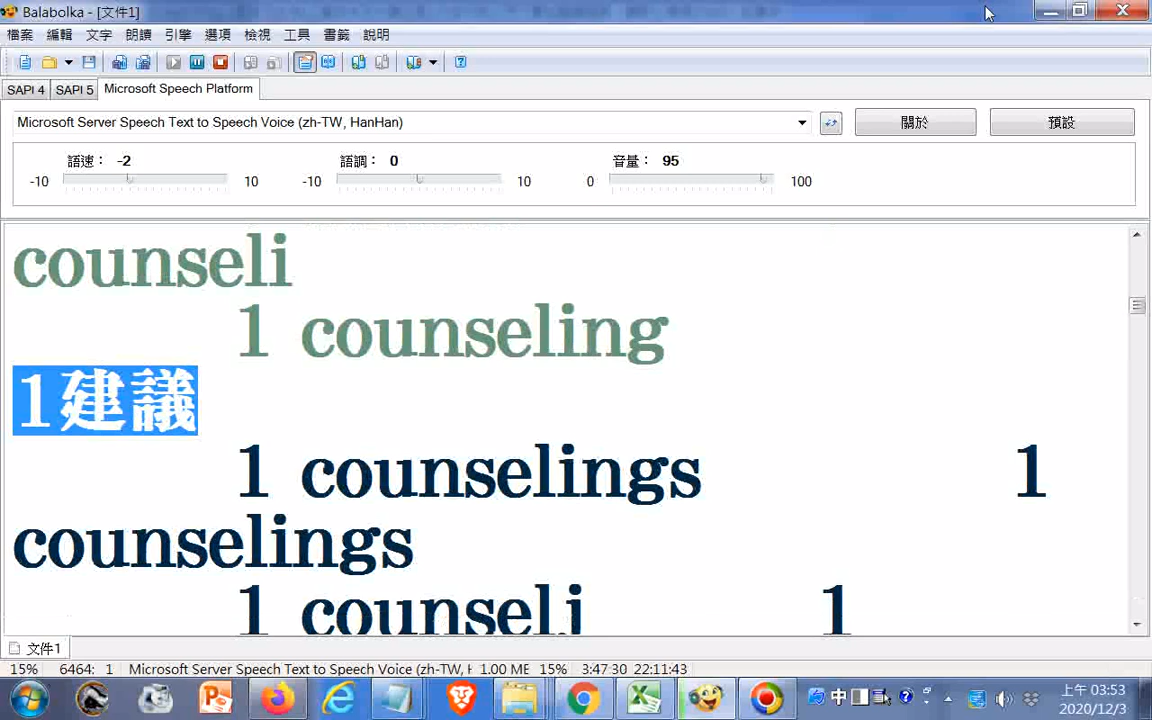 Balabolka - [文件1]
檔案 編輯 文字 朗讀 引擎 選項 檢視 工具 書籤 說明
SAPI 4 SAPI 5 Microsoft Speech Platform
Microsoft Server Speech Text to Speech Voice (zh-TW, HanHan) 關於 預設
語速： -2 語調： 0 音量： 95
-10 10 -10 10 0 100
counseli
1 counseling
1建議
1 counselings 1
counselings
1 counseli 1
文件1
15% 6464: 1 Microsoft Server Speech Text to Speech Voice (zh-TW, H 1.00 ME 15% 3:47:30 22:11:43
中 上午 03:53
2020/12/3